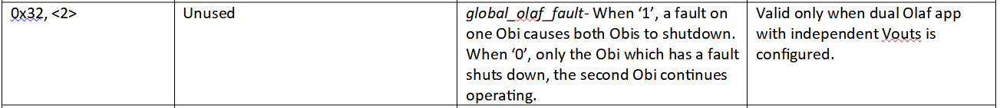 0x32, <2>
Unused
global_olaf_fault- When ‘1’, a fault on
one Obi causes both Obis to shutdown.
When ‘0’, only the Obi which has a fault
shuts down, the second Obi continues
operating.
Valid only when dual Olaf app
with independent Vouts is
configured.